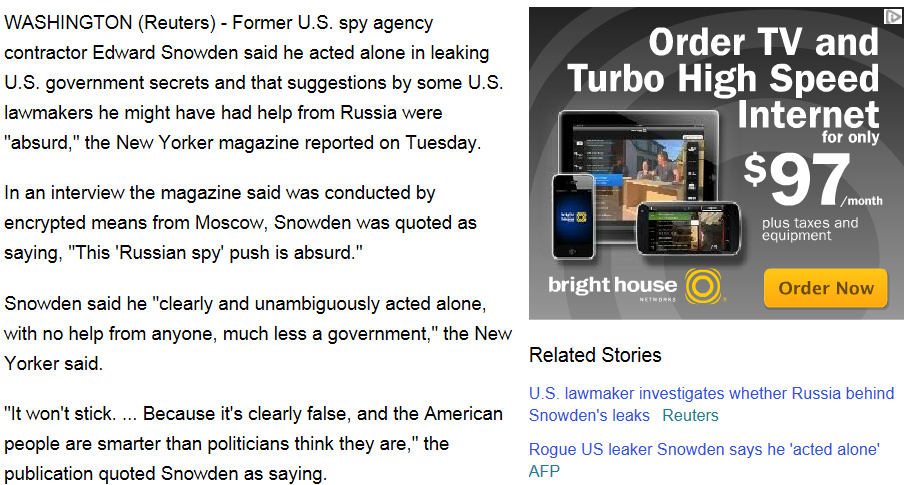 WASHINGTON (Reuters) - Former U.S. spy agency
contractor Edward Snowden said he acted alone in leaking
U.S. government secrets and that suggestions by some U.S.
lawmakers he might have had help from Russia were
"absurd," the New Yorker magazine reported on Tuesday.
In an interview the magazine said was conducted by
encrypted means from Moscow, Snowden was quoted as
saying, "This 'Russian spy' push is absurd."
Snowden said he "clearly and unambiguously acted alone,
with no help from anyone, much less a government," the New
Yorker said.
"It won't stick. ... Because it's clearly false, and the American
people are smarter than politicians think they are," the
publication quoted Snowden as saying.
Order TV and
Turbo High Speed
Internet
for only
$97/month
plus taxes and
equipment
bright house
NETWORKS
Order Now
Related Stories
U.S. lawmaker investigates whether Russia behind
Snowden's leaks Reuters
Rogue US leaker Snowden says he 'acted alone'
AFP